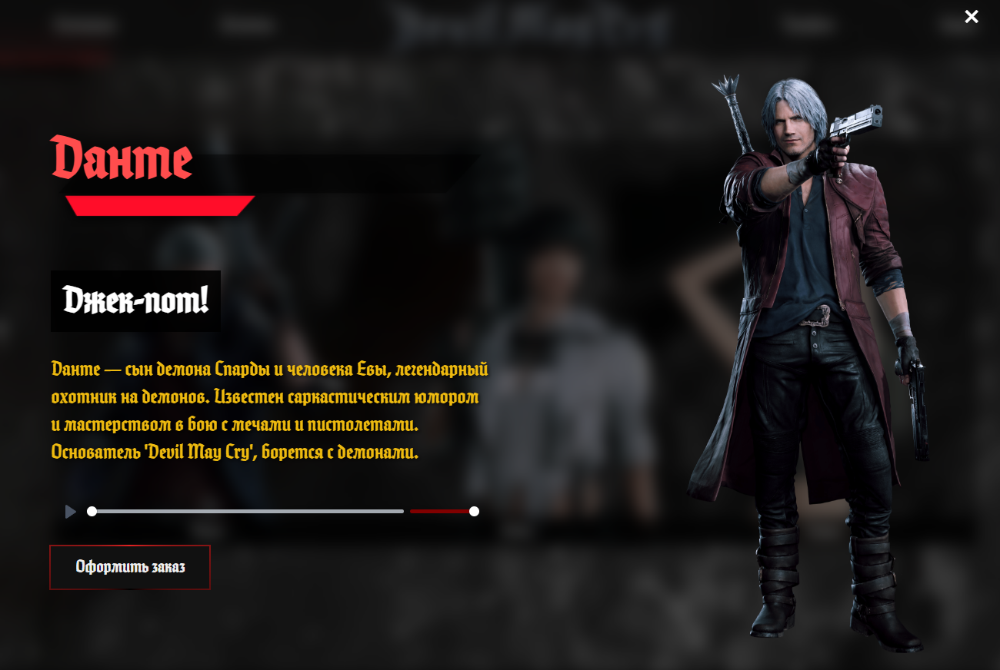 Данте
Джек-пот!
Данте — сын демона Спарды и человека Евы, легендарный
охотник на демонов. Известен саркастическим юмором
и мастерством в бою с мечами и пистолетами.
Основатель 'Devil May Cry', борется с демонами.
Оформить заказ